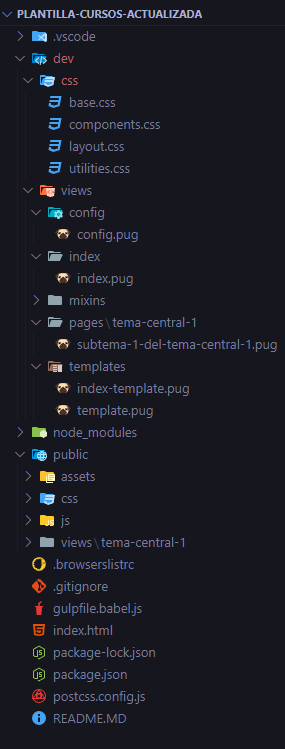 PLANTILLA-CURSOS-ACTUALIZADA
.vscode
dev
css
base.css
components.css
layout.css
utilities.css
views
config
config.pug
index
index.pug
mixins
pages\tema-central-1
subtema-1-del-tema-central-1.pug
templates
index-template.pug
template.pug
node_modules
public
assets
css
js
views\tema-central-1
.browserslistrc
.gitignore
gulpfile.babel.js
index.html
package-lock.json
package.json
postcss.config.js
README.MD